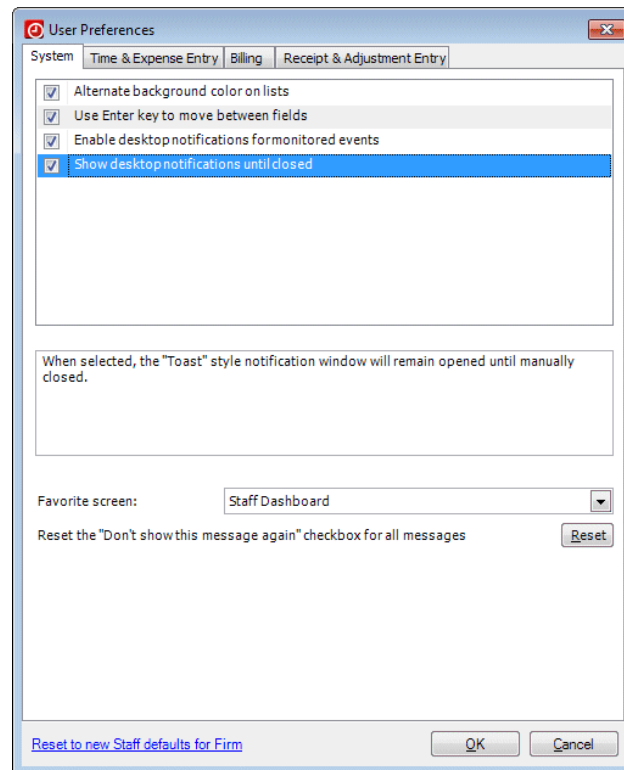 User Preferences
System Time & Expense Entry Billing Receipt & Adjustment Entry
Alternate background color on lists
Use Enter key to move between fields
Enable desktop notifications for monitored events
Show desktop notifications until closed
When selected, the "Toast" style notification window will remain opened until manually
closed.
Favorite screen: Staff Dashboard
Reset the "Don't show this message again" checkbox for all messages Reset
Reset to new Staff defaults for Firm OK Cancel